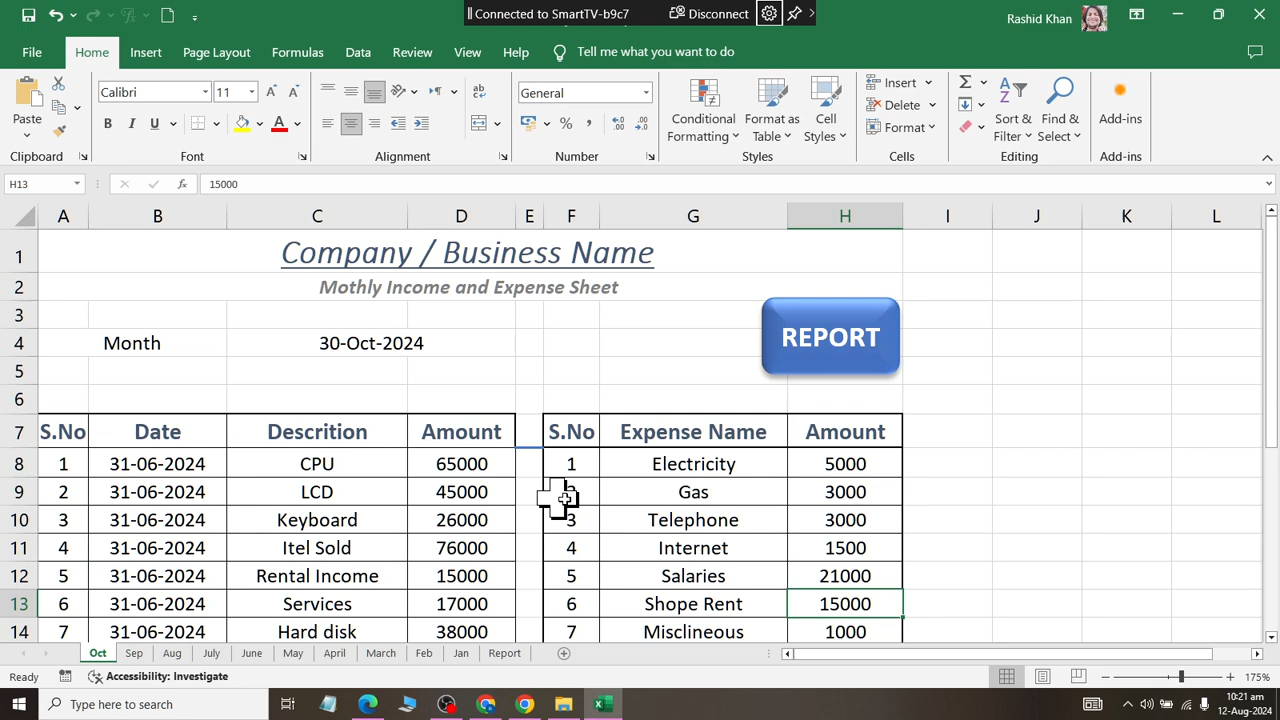 Connected to SmartTV-b9c7 Disconnect
Rashid Khan
File Home Insert Page Layout Formulas Data Review View Help Tell me what you want to do
Paste
Calibri 11
B I U A
ab
General
% 
Conditional Formatting
Format as Table
Cell Styles
Insert
Delete
Format
Sort & Filter
Find & Select
Add-ins
Clipboard Font Alignment Number Styles Cells Editing Add-ins
H13 fx 15000
A B C D E F G H I J K L
1 Company / Business Name
2 Mothly Income and Expense Sheet
3
REPORT
4 Month 30-Oct-2024
5
6
7 S.No Date Descrition Amount S.No Expense Name Amount
8 1 31-06-2024 CPU 65000 1 Electricity 5000
9 2 31-06-2024 LCD 45000 Gas 3000
10 3 31-06-2024 Keyboard 26000 3 Telephone 3000
11 4 31-06-2024 Itel Sold 76000 4 Internet 1500
12 5 31-06-2024 Rental Income 15000 5 Salaries 21000
13 6 31-06-2024 Services 17000 6 Shope Rent 15000
14 7 31-06-2024 Hard disk 38000 7 Misclineous 1000
Oct Sep Aug July June May April March Feb Jan Report
Ready Accessibility: Investigate 175%
Type here to search
10:21 am
12-Aug-2024